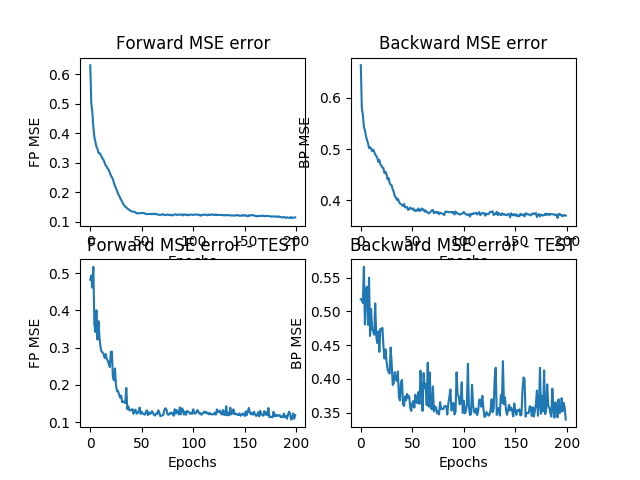 Forward MSE error
Backward MSE error
FP MSE
0.6
0.5
0.4
0.3
0.2
0.1
0 50 100 150 200
Epochs
BP MSE
0.6
0.5
0.4
0 50 100 150 200
Epochs
Forward MSE error - TEST
Backward MSE error - TEST
FP MSE
0.5
0.4
0.3
0.2
0.1
0 50 100 150 200
Epochs
BP MSE
0.55
0.50
0.45
0.40
0.35
0 50 100 150 200
Epochs